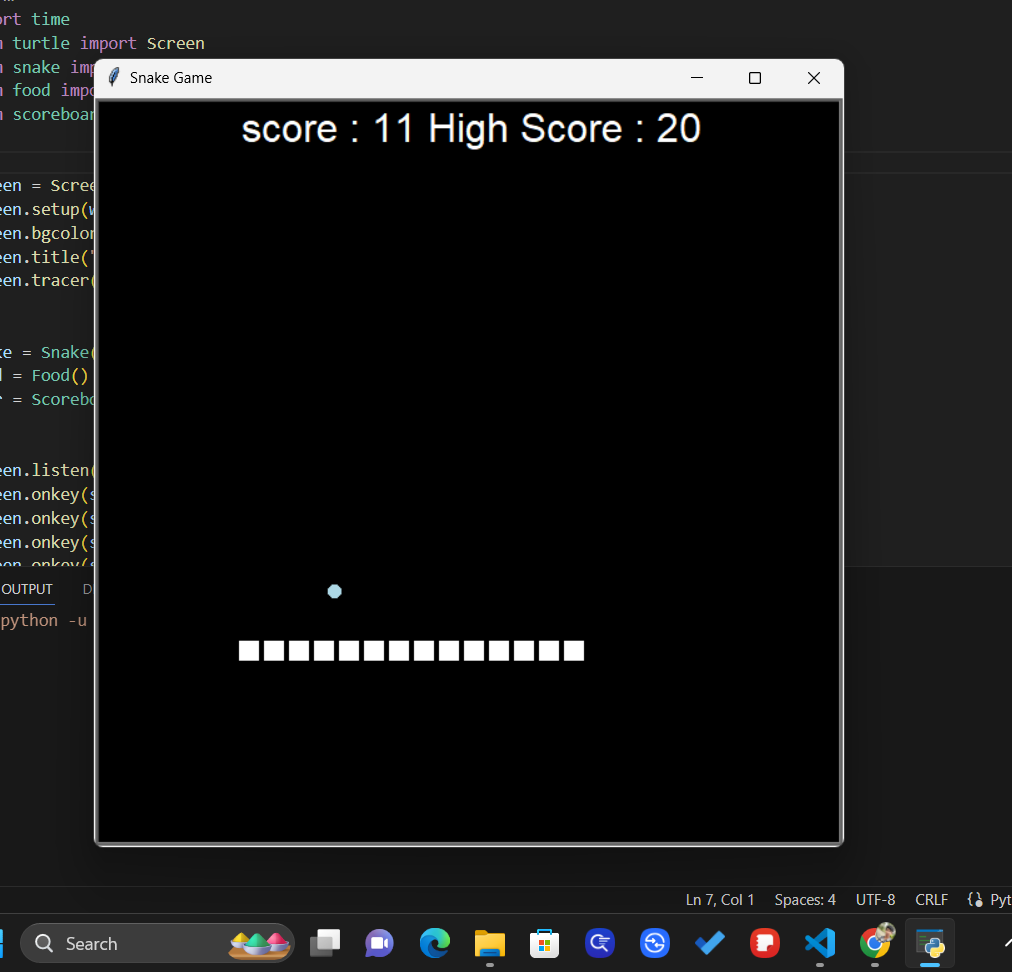 ort time
turtle import Screen
snake imp
food impo
scoreboar
Snake Game
score : 11 High Score : 20
een = Scree
een.setup(w
een.bgcolor
een.title("
een.tracer(
ke = Snake(
= Food()
= Scorebo
een.listen(
een.onkey(s
een.onkey(s
een.onkey(s
een.onkey(s
OUTPUT D
python -u
Ln 7, Col 1 Spaces: 4 UTF-8 CRLF {} Pyt
Search